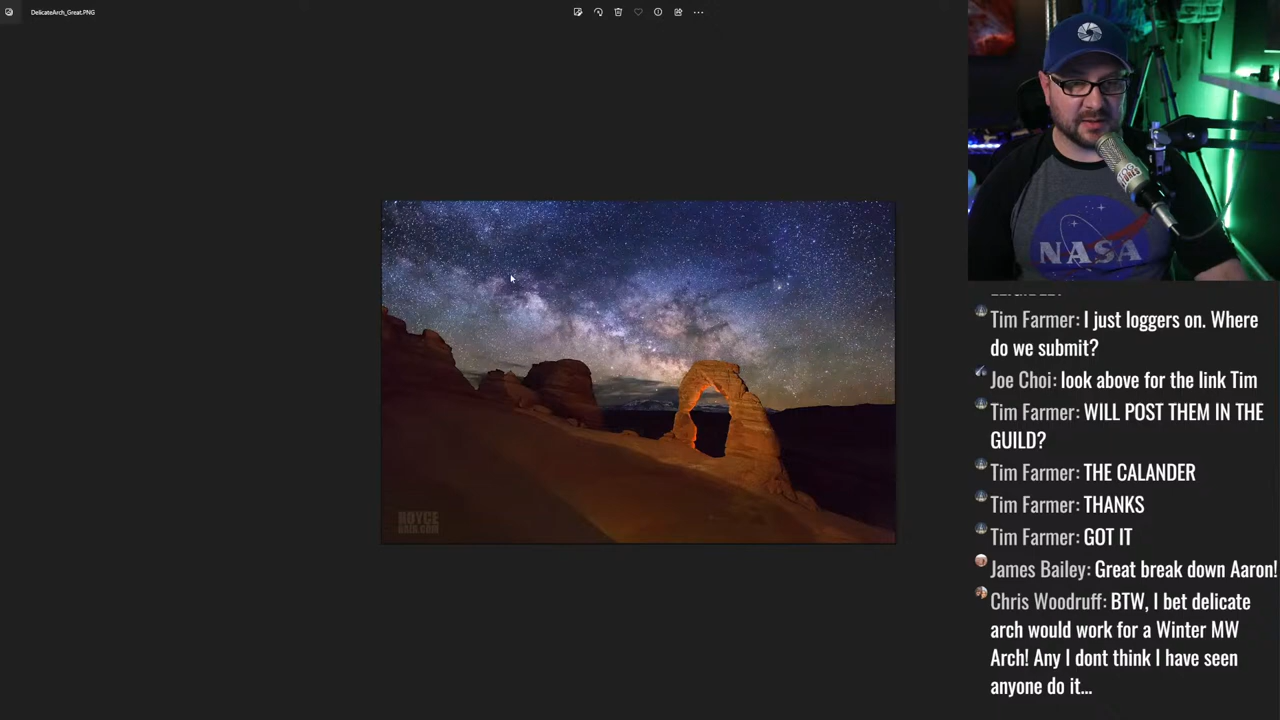 DelicateArch_Great.PNG
NASA
ROYCE
BAIR.COM
Tim Farmer: I just loggers on. Where
do we submit?
Joe Choi: look above for the link Tim
Tim Farmer: WILL POST THEM IN THE
GUILD?
Tim Farmer: THE CALANDER
Tim Farmer: THANKS
Tim Farmer: GOT IT
James Bailey: Great break down Aaron!
Chris Woodruff: BTW, I bet delicate
arch would work for a Winter MW
Arch! Any I dont think I have seen
anyone do it...